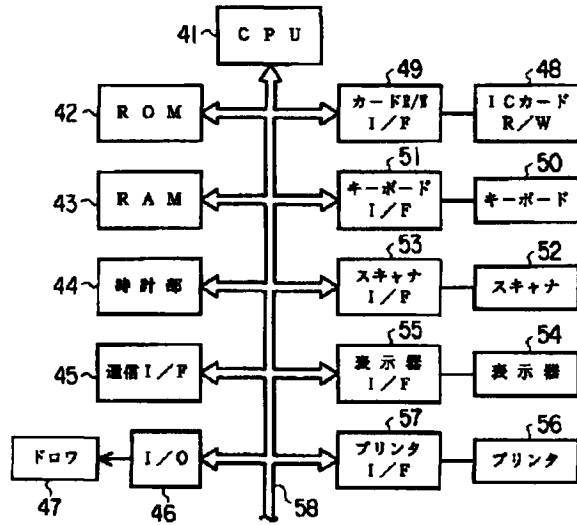 41
CPU
49
48
42
ROM
カードR/W
I/F
ICカード
R/W
51
50
43
RAM
キーボード
I/F
キーボード
53
52
44
時計部
スキャナ
I/F
スキャナ
55
54
45
通信I/F
表示器
I/F
表示器
57
56
ドロワ
I/O
プリンタ
I/F
プリンタ
47
46
58